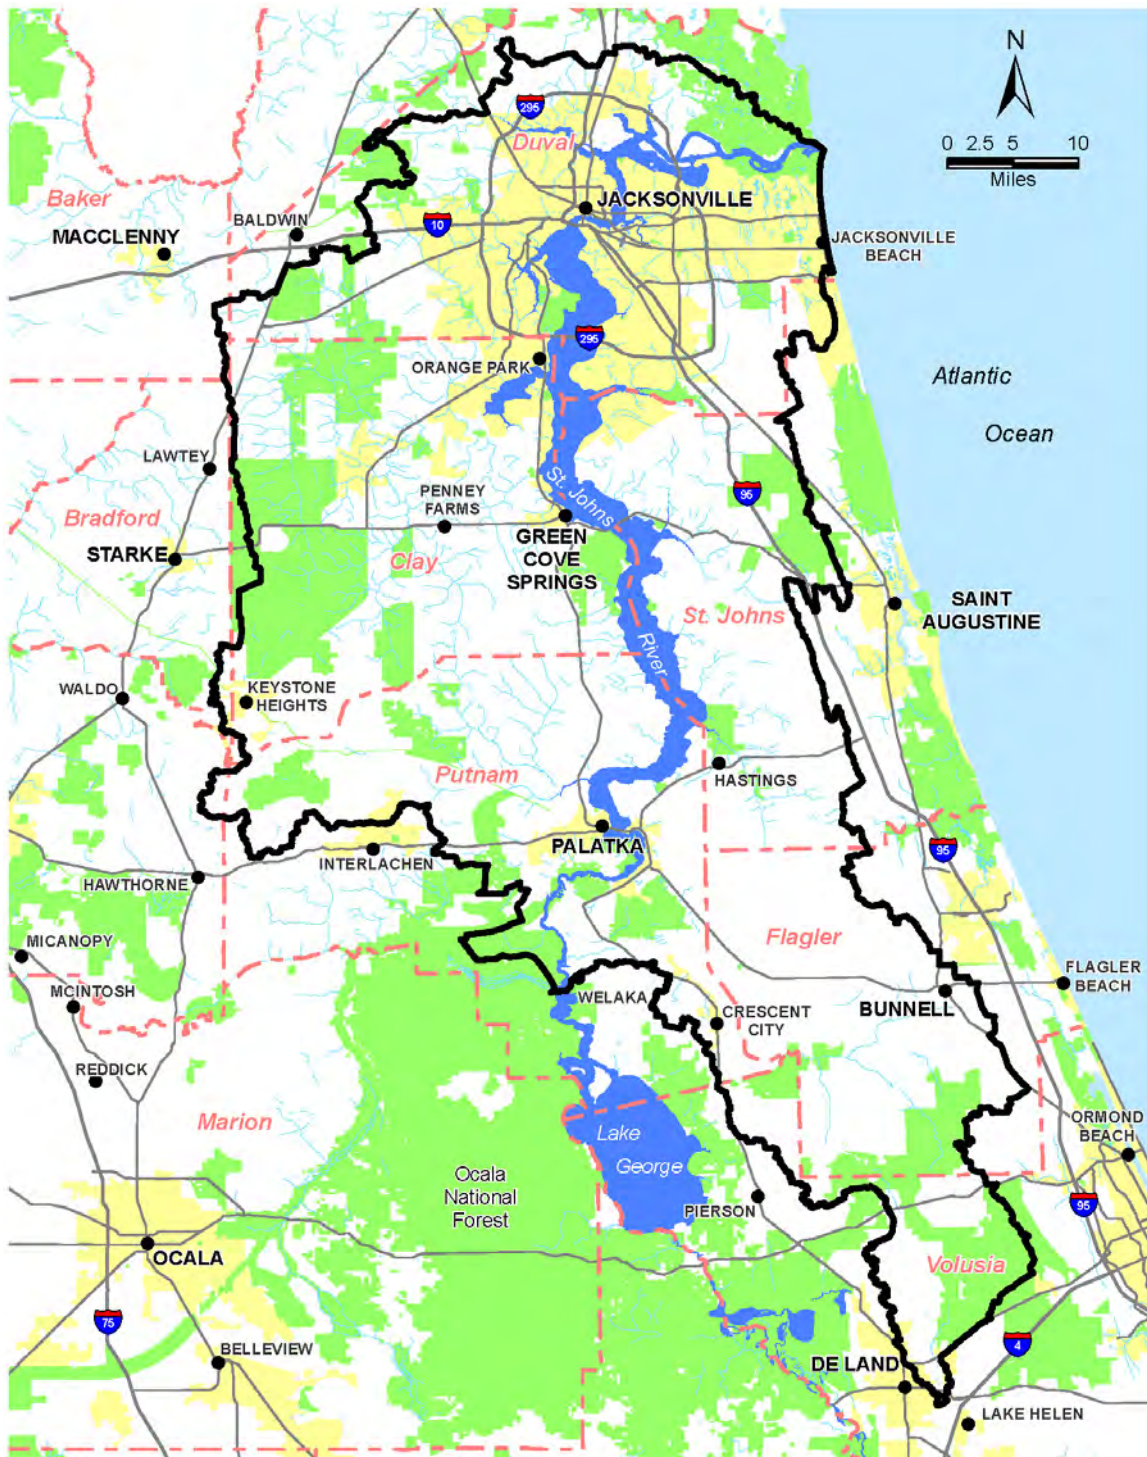 N
0 2.5 5 10
Miles
295
Duval
Baker
JACKSONVILLE
BALDWIN
10
MACCLENNY
JACKSONVILLE
BEACH
295
ORANGE PARK
Atlantic
Ocean
LAWTEY
PENNEY
FARMS
St. Johns
95
Bradford
GREEN
COVE
SPRINGS
STARKE
Clay
SAINT
AUGUSTINE
St. Johns
River
WALDO
KEYSTONE
HEIGHTS
Putnam
HASTINGS
PALATKA
INTERLACHEN
95
HAWTHORNE
MICANOPY
Flagler
FLAGLER
BEACH
MCINTOSH
WELAKA
CRESCENT
CITY
BUNNELL
REDDICK
Marion
Lake
George
ORMOND
BEACH
Ocala
National
Forest
PIERSON
95
OCALA
Volusia
75
4
BELLEVIEW
DE LAND
LAKE HELEN